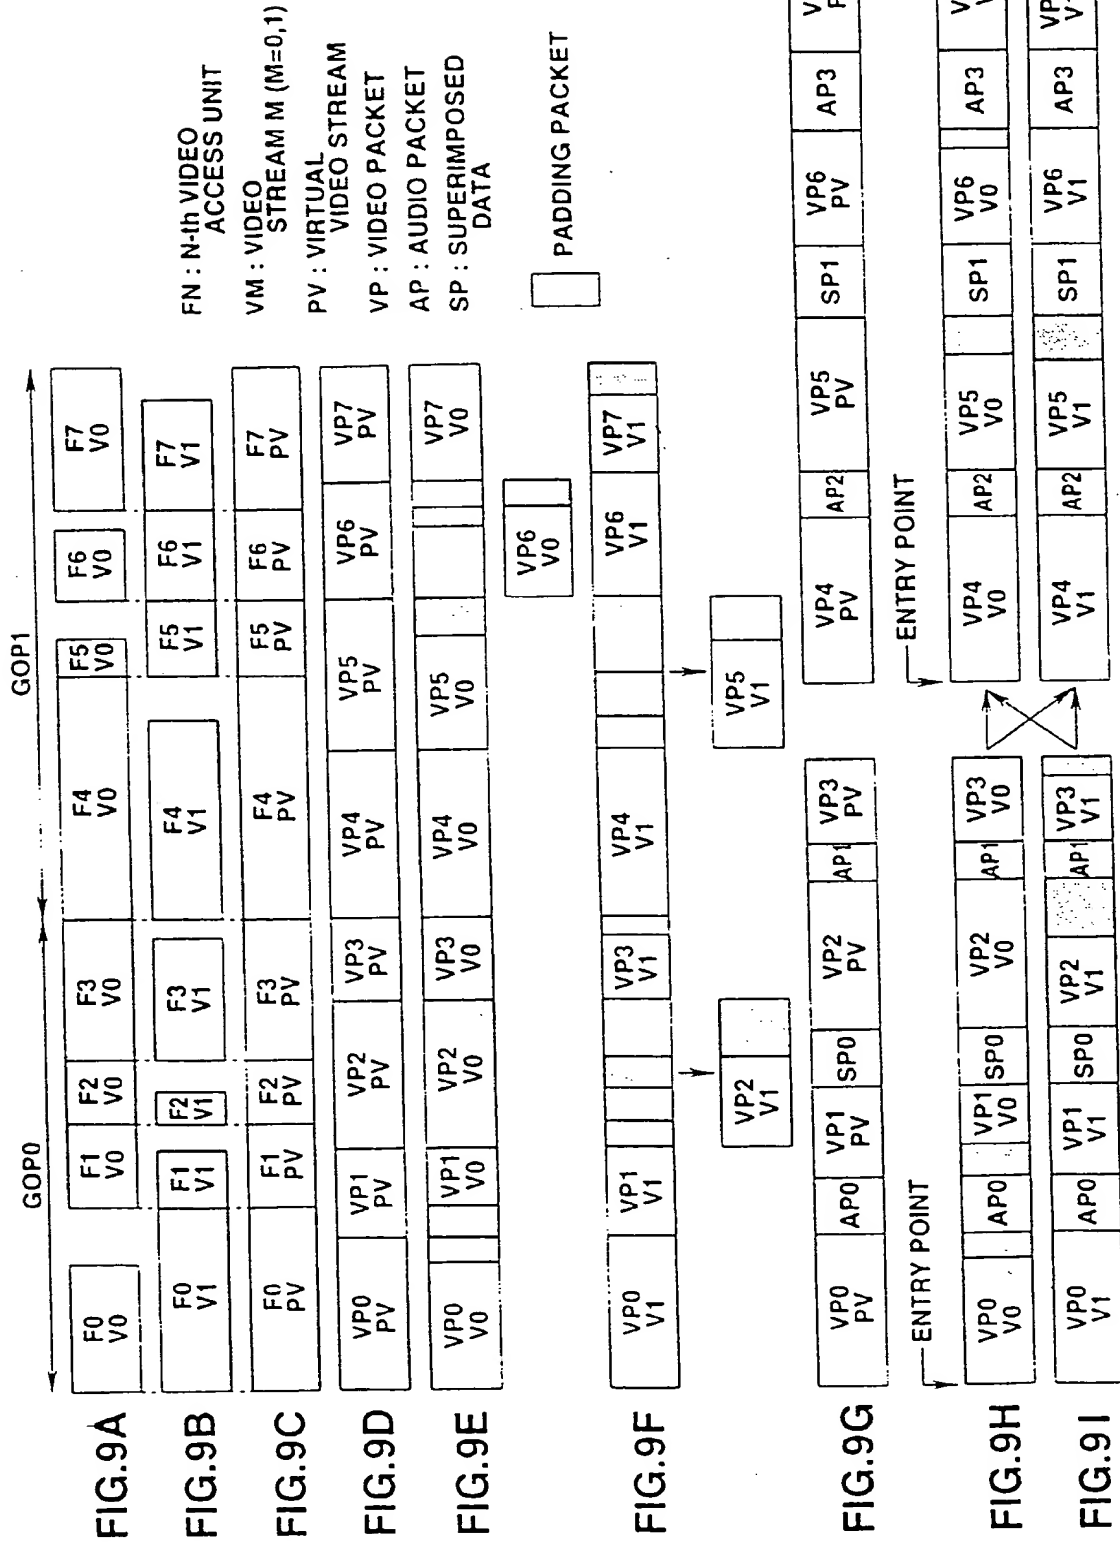 GOP0
GOP1
FIG.9A
F0
V0
F1
V0
F2
V0
F3
V0
F4
V0
F5
V0
F6
V0
F7
V0
FIG.9B
F0
V1
F1
V1
F2
V1
F3
V1
F4
V1
F5
V1
F6
V1
F7
V1
FIG.9C
F0
PV
F1
PV
F2
PV
F3
PV
F4
PV
F5
PV
F6
PV
F7
PV
FIG.9D
VP0
PV
VP1
PV
VP2
PV
VP3
PV
VP4
PV
VP5
PV
VP6
PV
VP7
PV
FIG.9E
VP0
V0
VP1
V0
VP2
V0
VP3
V0
VP4
V0
VP5
V0
VP7
V0
VP6
V0
FN : N-th VIDEO
ACCESS UNIT
VM : VIDEO
STREAM M (M=0,1)
PV : VIRTUAL
VIDEO STREAM
VP : VIDEO PACKET
AP : AUDIO PACKET
SP : SUPERIMPOSED
DATA
PADDING PACKET
FIG.9F
VP0
V1
VP1
V1
VP3
V1
VP4
V1
VP6
V1
VP7
V1
VP2
V1
VP5
V1
FIG.9G
VP0
PV
AP0
VP1
PV
SP0
VP2
PV
AP1
VP3
PV
VP4
PV
AP2
VP5
PV
SP1
VP6
PV
AP3
ENTRY POINT
ENTRY POINT
FIG.9H
VP0
V0
AP0
VP1
V0
SP0
VP2
V0
AP1
VP3
V0
VP4
V0
AP2
VP5
V0
SP1
VP6
V0
AP3
FIG.9I
VP0
V1
AP0
VP1
V1
SP0
VP2
V1
AP1
VP3
V1
VP4
V1
AP2
VP5
V1
SP1
VP6
V1
AP3